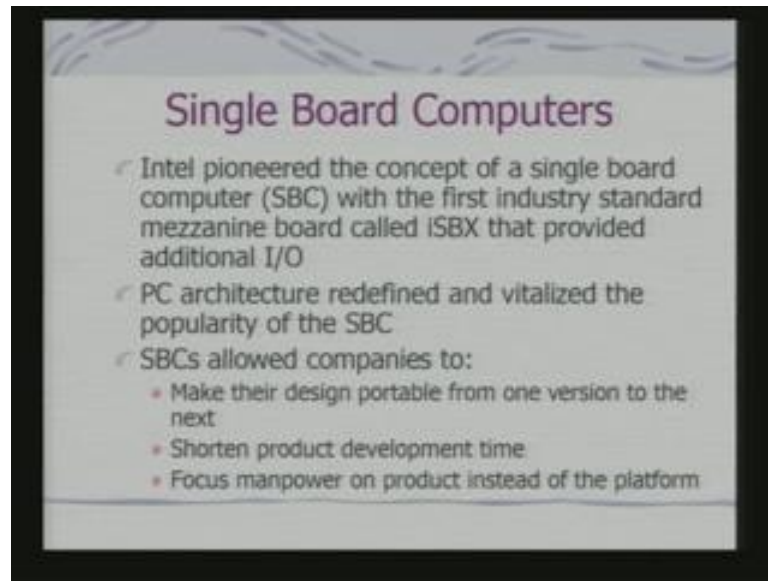 Single Board Computers
Intel pioneered the concept of a single board
computer (SBC) with the first industry standard
mezzanine board called iSBX that provided
additional I/O
PC architecture redefined and vitalized the
popularity of the SBC
SBCs allowed companies to:
Make their design portable from one version to the
next
Shorten product development time
Focus manpower on product instead of the platform